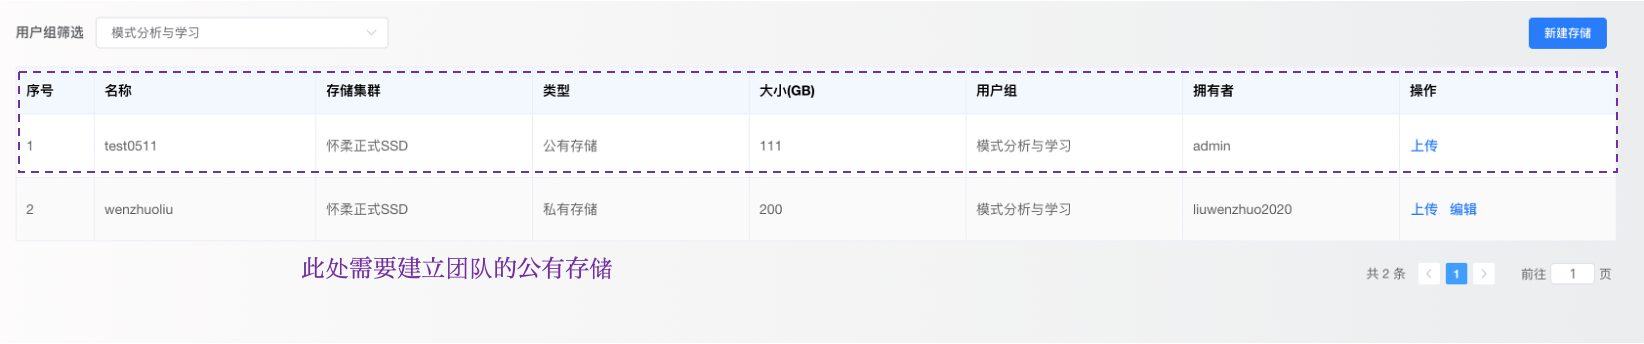 用户组筛选 模式分析与学习 新建存储
序号 名称 存储集群 类型 大小(GB) 用户组 拥有者 操作
1 test0511 怀柔正式SSD 公有存储 111 模式分析与学习 admin 上传
2 wenzhuoliu 怀柔正式SSD 私有存储 200 模式分析与学习 liuwenzhuo2020 上传 编辑
此处需要建立团队的公有存储
共 2 条 1 前往 1 页